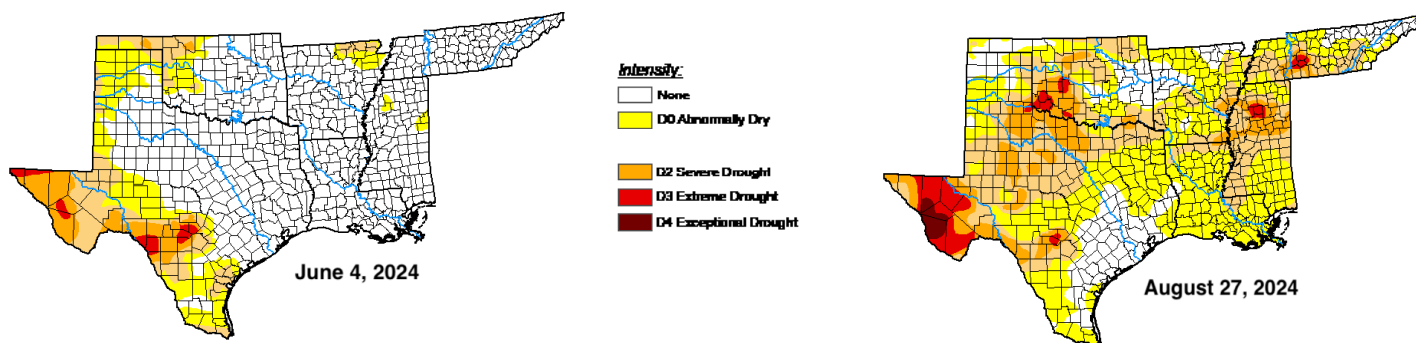 Intensity:
None
D0 Abnormally Dry
D2 Severe Drought
D3 Extreme Drought
D4 Exceptional Drought
June 4, 2024
August 27, 2024